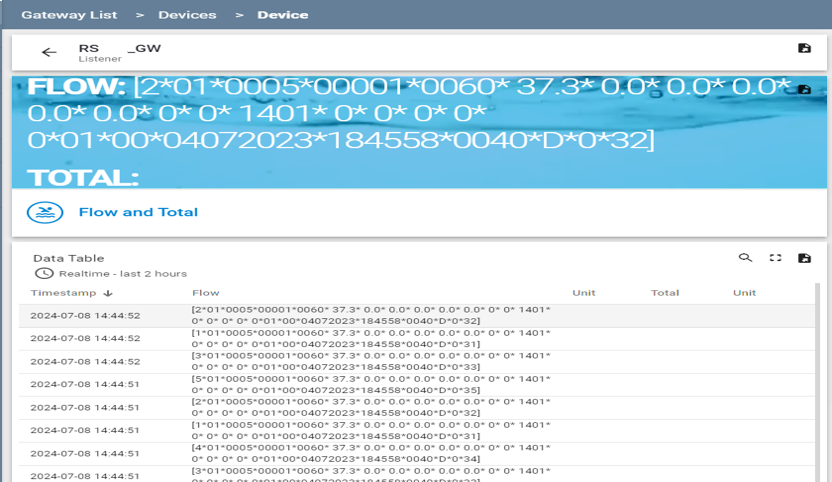 Gateway List > Devices > Device
RS _GW
Listener
FLOW: [2*01*0005*00001*0060* 37.3* 0.0* 0.0* 0.0*
0.0* 0.0* 0* 0* 1401* 0* 0* 0* 0*
0*01*00*04072023*184558*0040*D*0*32]
TOTAL:
Flow and Total
Data Table
Realtime - last 2 hours
Timestamp Flow Unit Total Unit
2024-07-08 14:44:52 [2*01*0005*00001*0060* 37.3* 0.0* 0.0* 0.0* 0.0* 0.0* 0* 0* 1401*
0* 0* 0* 0* 0*01*00*04072023*184558*0040*D*0*32]
2024-07-08 14:44:52 [1*01*0005*00001*0060* 37.3* 0.0* 0.0* 0.0* 0.0* 0.0* 0* 0* 1401*
0* 0* 0* 0* 0*01*00*04072023*184558*0040*D*0*31]
2024-07-08 14:44:52 [3*01*0005*00001*0060* 37.3* 0.0* 0.0* 0.0* 0.0* 0.0* 0* 0* 1401*
0* 0* 0* 0* 0*01*00*04072023*184558*0040*D*0*33]
2024-07-08 14:44:51 [5*01*0005*00001*0060* 37.3* 0.0* 0.0* 0.0* 0.0* 0.0* 0* 0* 1401*
0* 0* 0* 0* 0*01*00*04072023*184558*0040*D*0*35]
2024-07-08 14:44:51 [2*01*0005*00001*0060* 37.3* 0.0* 0.0* 0.0* 0.0* 0.0* 0* 0* 1401*
0* 0* 0* 0* 0*01*00*04072023*184558*0040*D*0*32]
2024-07-08 14:44:51 [1*01*0005*00001*0060* 37.3* 0.0* 0.0* 0.0* 0.0* 0.0* 0* 0* 1401*
0* 0* 0* 0* 0*01*00*04072023*184558*0040*D*0*31]
2024-07-08 14:44:51 [4*01*0005*00001*0060* 37.3* 0.0* 0.0* 0.0* 0.0* 0.0* 0* 0* 1401*
0* 0* 0* 0* 0*01*00*04072023*184558*0040*D*0*34]
2024-07-08 14:44:51 [3*01*0005*00001*0060* 37.3* 0.0* 0.0* 0.0* 0.0* 0.0* 0* 0* 1401*